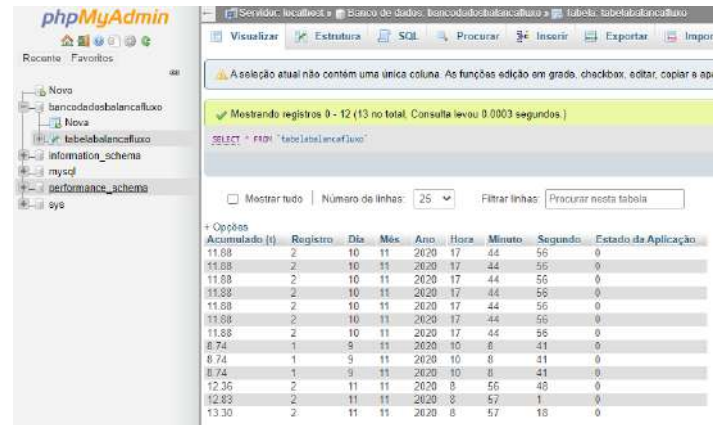 phpMyAdmin
Recente Favoritos
Novo
bancodadosbalancafluxo
Nova
tabelabalancafluxo
information_schema
mysql
performance_schema
sys
Servidor: localhost » Banco de dados: bancodadosbalancafluxo » Tabela: tabelabalancafluxo
Visualizar Estrutura SQL Procurar Inserir Exportar Impor
A seleção atual não contém uma única coluna. As funções edição em grade, checkbox, editar, copiar e apa
Mostrando registros 0 - 12 (13 no total, Consulta levou 0.0003 segundos.)
SELECT * FROM `tabelabalancafluxo`
Mostrar tudo Número de linhas: 25 Filtrar linhas: Procurar nesta tabela
+ Opções
Acumulado (t) Registro Dia Mês Ano Hora Minuto Segundo Estado da Aplicação
11.88 2 10 11 2020 17 44 56 0
11.88 2 10 11 2020 17 44 56 0
11.88 2 10 11 2020 17 44 56 0
11.88 2 10 11 2020 17 44 56 0
11.88 2 10 11 2020 17 44 56 0
11.88 2 10 11 2020 17 44 56 0
11.88 2 10 11 2020 17 44 56 0
8.74 1 9 11 2020 10 8 41 0
8.74 1 9 11 2020 10 8 41 0
8.74 1 9 11 2020 10 8 41 0
12.36 2 11 11 2020 8 56 48 0
12.83 2 11 11 2020 8 57 1 0
13.30 2 11 11 2020 8 57 18 0